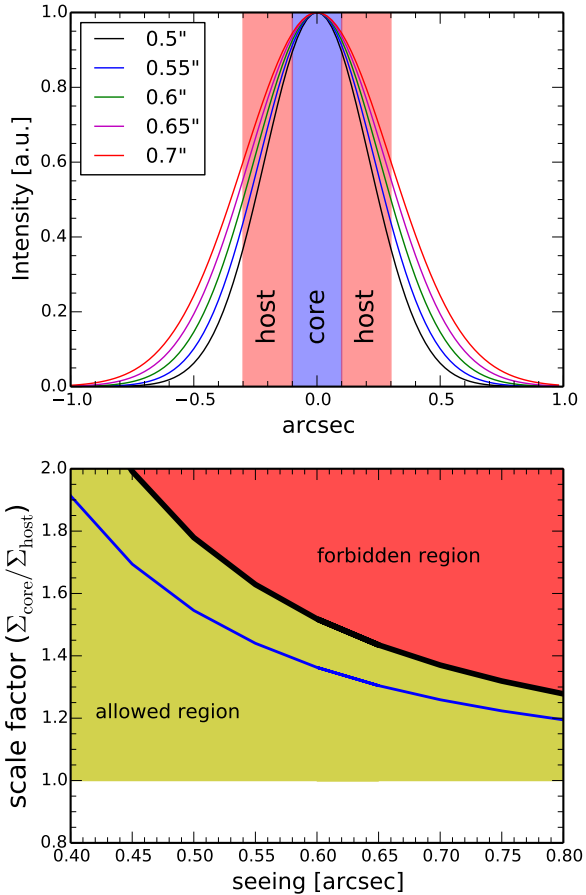 1.0
0.8
0.6
0.4
0.2
0.0
Intensity [a.u.]
0.5"
0.55"
0.6"
0.65"
0.7"
host
core
host
−1.0 −0.5 0.0 0.5 1.0
arcsec
2.0
1.8
1.6
1.4
1.2
1.0
0.8
scale factor (Σcore/Σhost)
forbidden region
allowed region
0.40 0.45 0.50 0.55 0.60 0.65 0.70 0.75 0.80
seeing [arcsec]